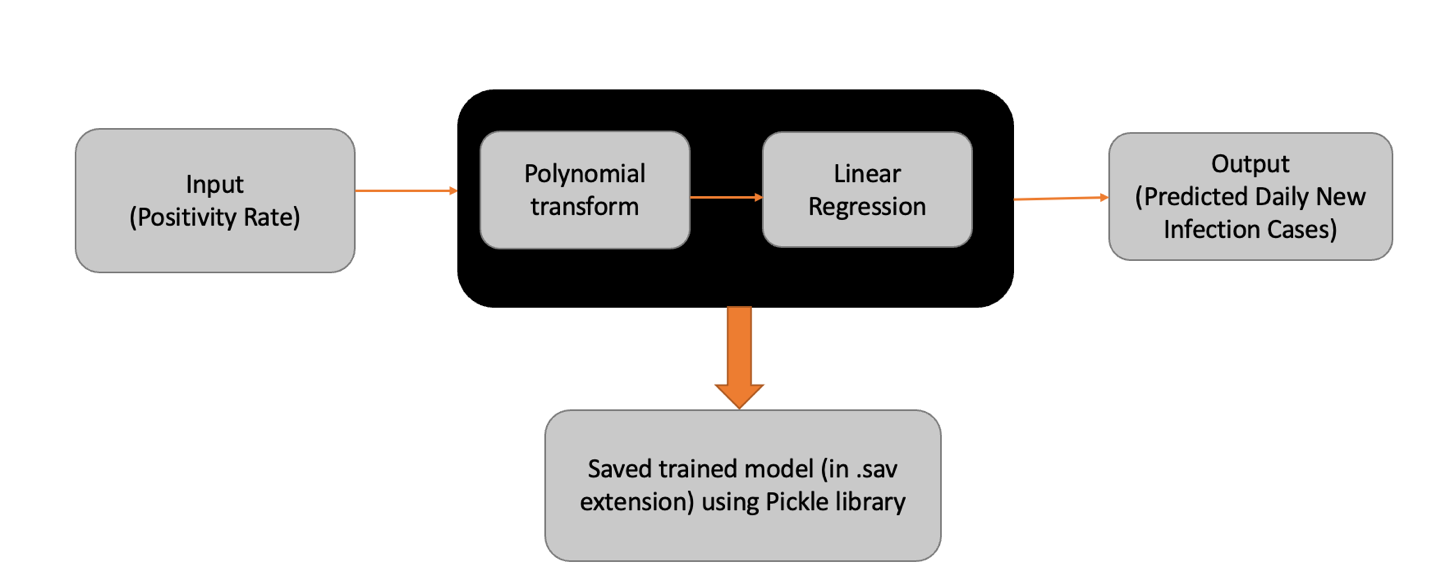 Input
(Positivity Rate)
Polynomial
transform
Linear
Regression
Output
(Predicted Daily New
Infection Cases)
Saved trained model (in .sav
extension) using Pickle library